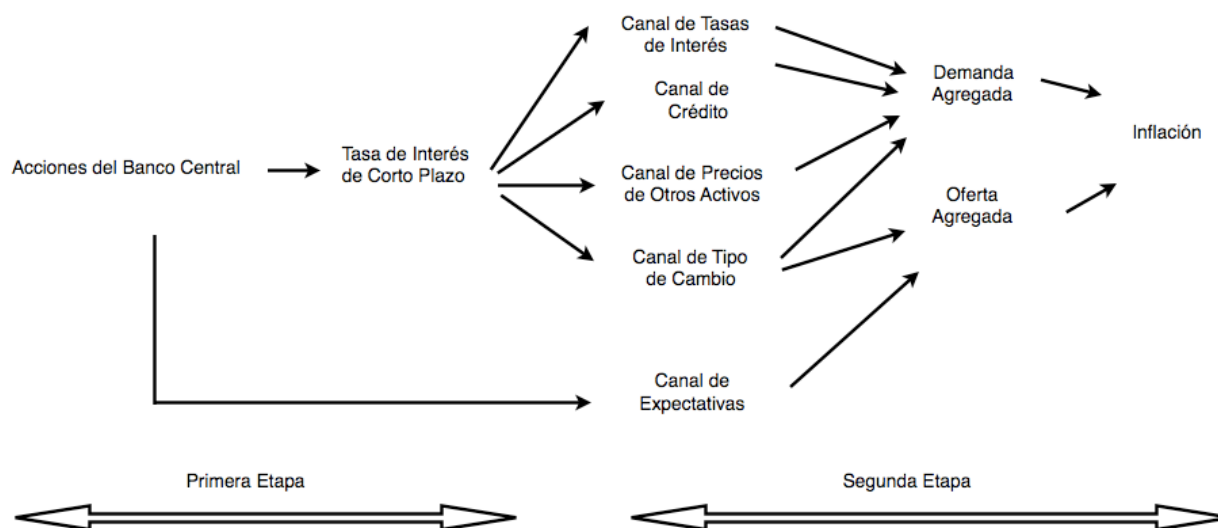 Canal de Tasas
de Interés
Canal de
Crédito
Demanda
Agregada
Inflación
Acciones del Banco Central
Tasa de Interés
de Corto Plazo
Canal de Precios
de Otros Activos
Oferta
Agregada
Canal de Tipo
de Cambio
Canal de
Expectativas
Primera Etapa
Segunda Etapa